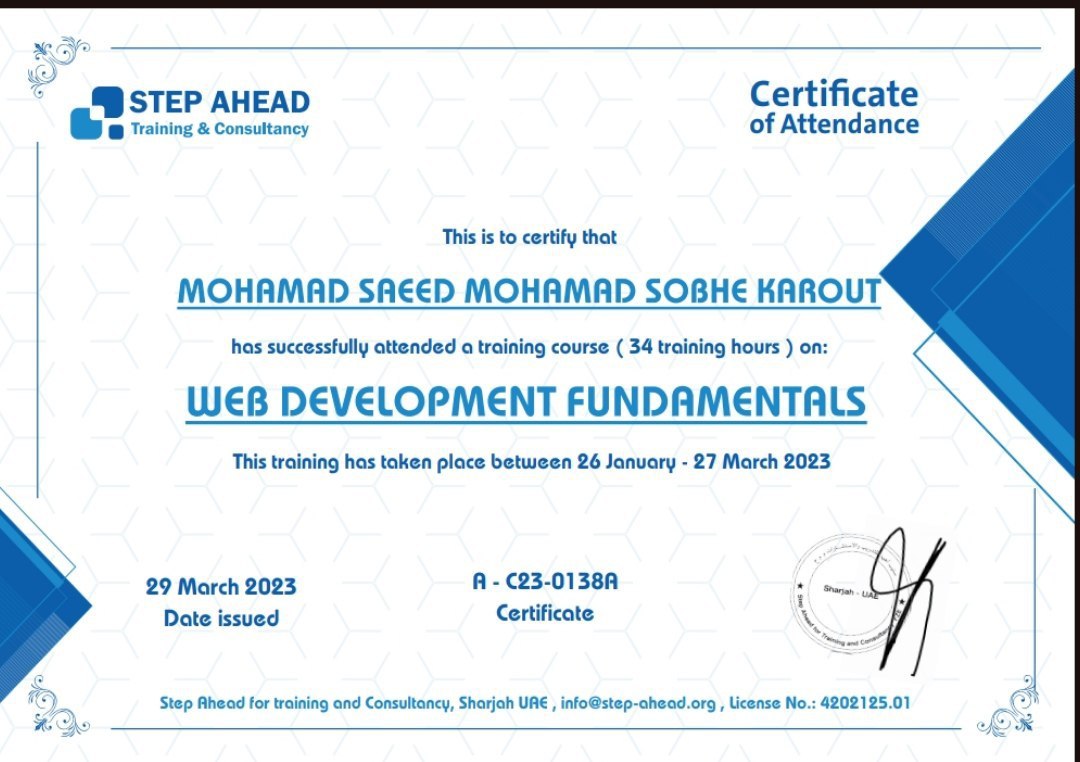 STEP AHEAD
Training & Consultancy
Certificate
of Attendance
This is to certify that
MOHAMAD SAEED MOHAMAD SOBHE KAROUT
has successfully attended a training course ( 34 training hours ) on:
WEB DEVELOPMENT FUNDAMENTALS
This training has taken place between 26 January - 27 March 2023
29 March 2023
Date issued
A - C23-0138A
Certificate
Sharjah - UAE
Step Ahead for Training and Consultancy
Step Ahead for training and Consultancy, Sharjah UAE , info@step-ahead.org , License No.: 4202125.01